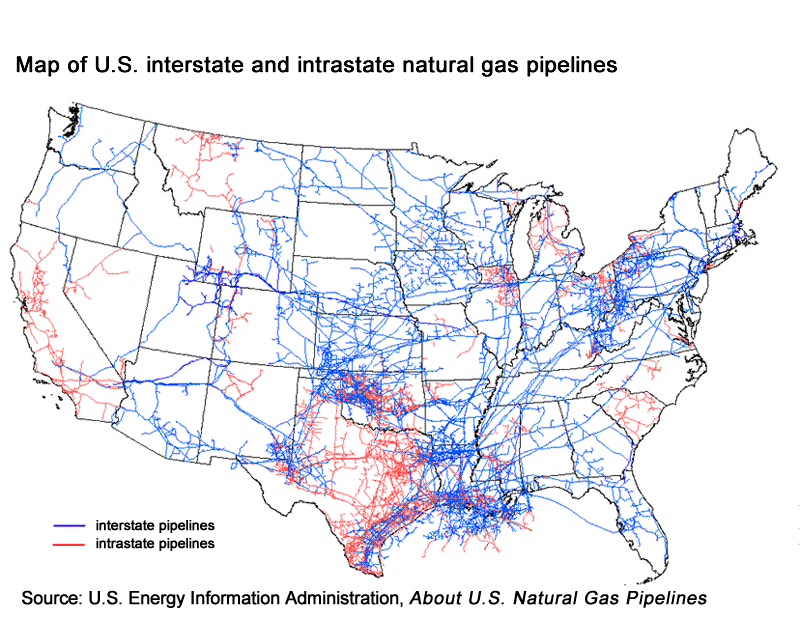 Map of U.S. interstate and intrastate natural gas pipelines
interstate pipelines
intrastate pipelines
Source: U.S. Energy Information Administration, About U.S. Natural Gas Pipelines